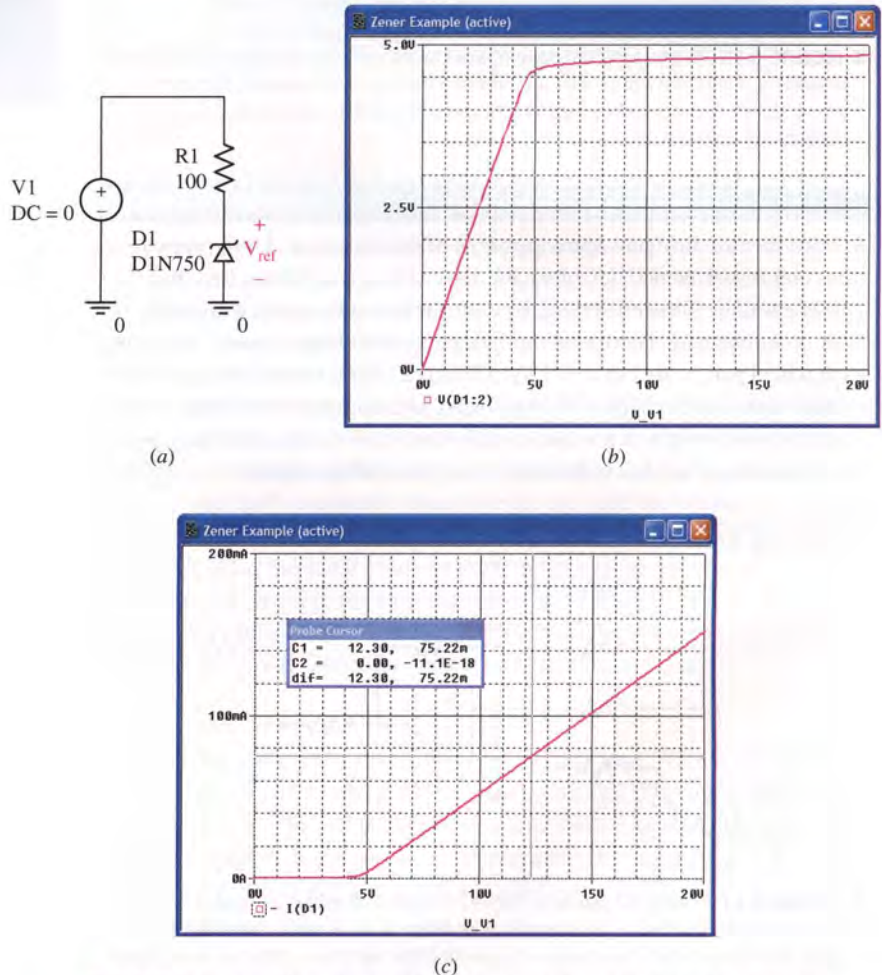 Zener Example (active)
5.0V
2.5V
0V
0V
5V
10V
15V
20V
V(D1:2)
V_V1
V1
DC = 0
+
−
R1
100
D1
D1N750
+
V_ref
−
0
0
(a)
(b)
Zener Example (active)
200mA
100mA
0A
Probe Cursor
C1 = 12.30, 75.22m
C2 = 0.00, -11.1E-18
dif= 12.30, 75.22m
0V
5V
10V
15V
20V
- I(D1)
V_V1
(c)